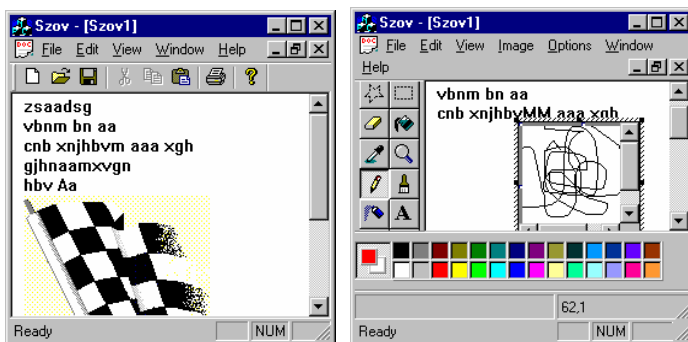 Szov - [Szov1]
File Edit View Window Help
zsaadsg
vbnm bn aa
cnb xnjhbvm aaa xgh
gjhnaamxvgn
hbv Aa
Ready NUM
Szov - [Szov1]
File Edit View Image Options Window
Help
vbnm bn aa
cnb xnjhbvMM aaa xgh
A
62,1
Ready NUM